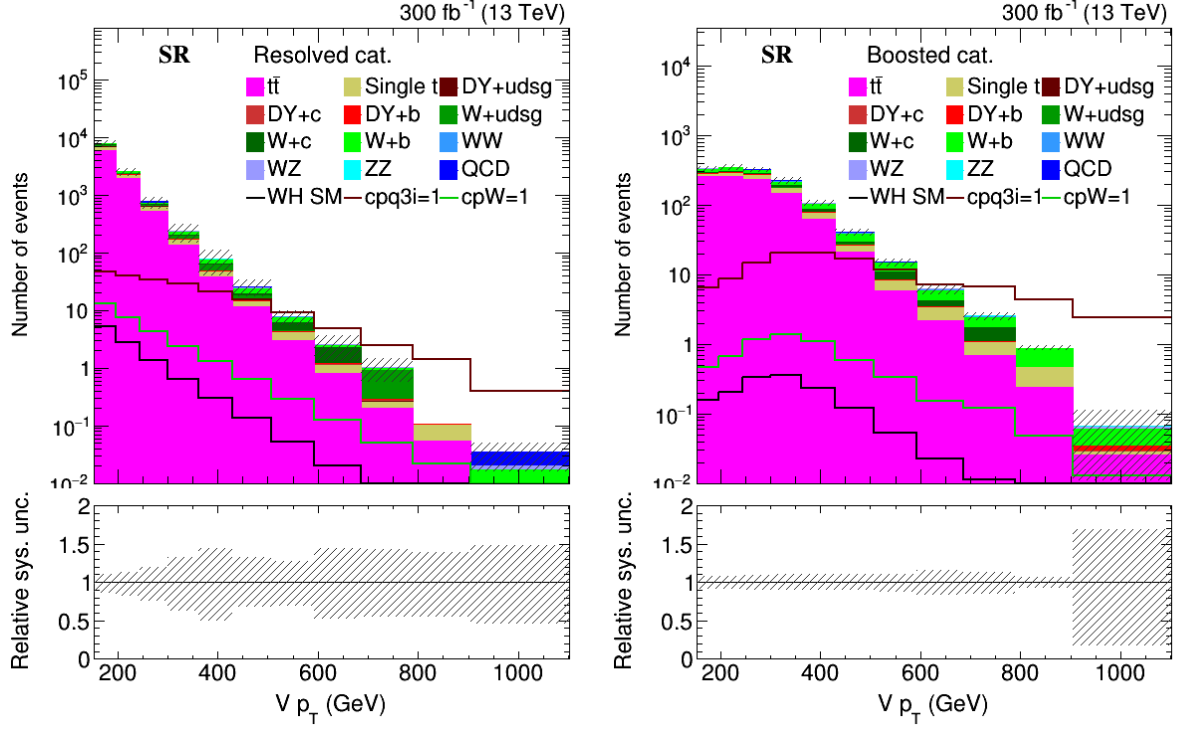 300 fb⁻¹ (13 TeV)
SR Resolved cat.
tt̄ Single t DY+udsg
DY+c DY+b W+udsg
W+c W+b WW
WZ ZZ QCD
WH SM cpq3i=1 cpW=1
Number of events
10⁵
10⁴
10³
10²
10
1
10⁻¹
10⁻²
Relative sys. unc.
2
1.5
1
0.5
0
200 400 600 800 1000
V p_T (GeV)
300 fb⁻¹ (13 TeV)
SR Boosted cat.
tt̄ Single t DY+udsg
DY+c DY+b W+udsg
W+c W+b WW
WZ ZZ QCD
WH SM cpq3i=1 cpW=1
Number of events
10⁴
10³
10²
10
1
10⁻¹
10⁻²
Relative sys. unc.
2
1.5
1
0.5
0
200 400 600 800 1000
V p_T (GeV)